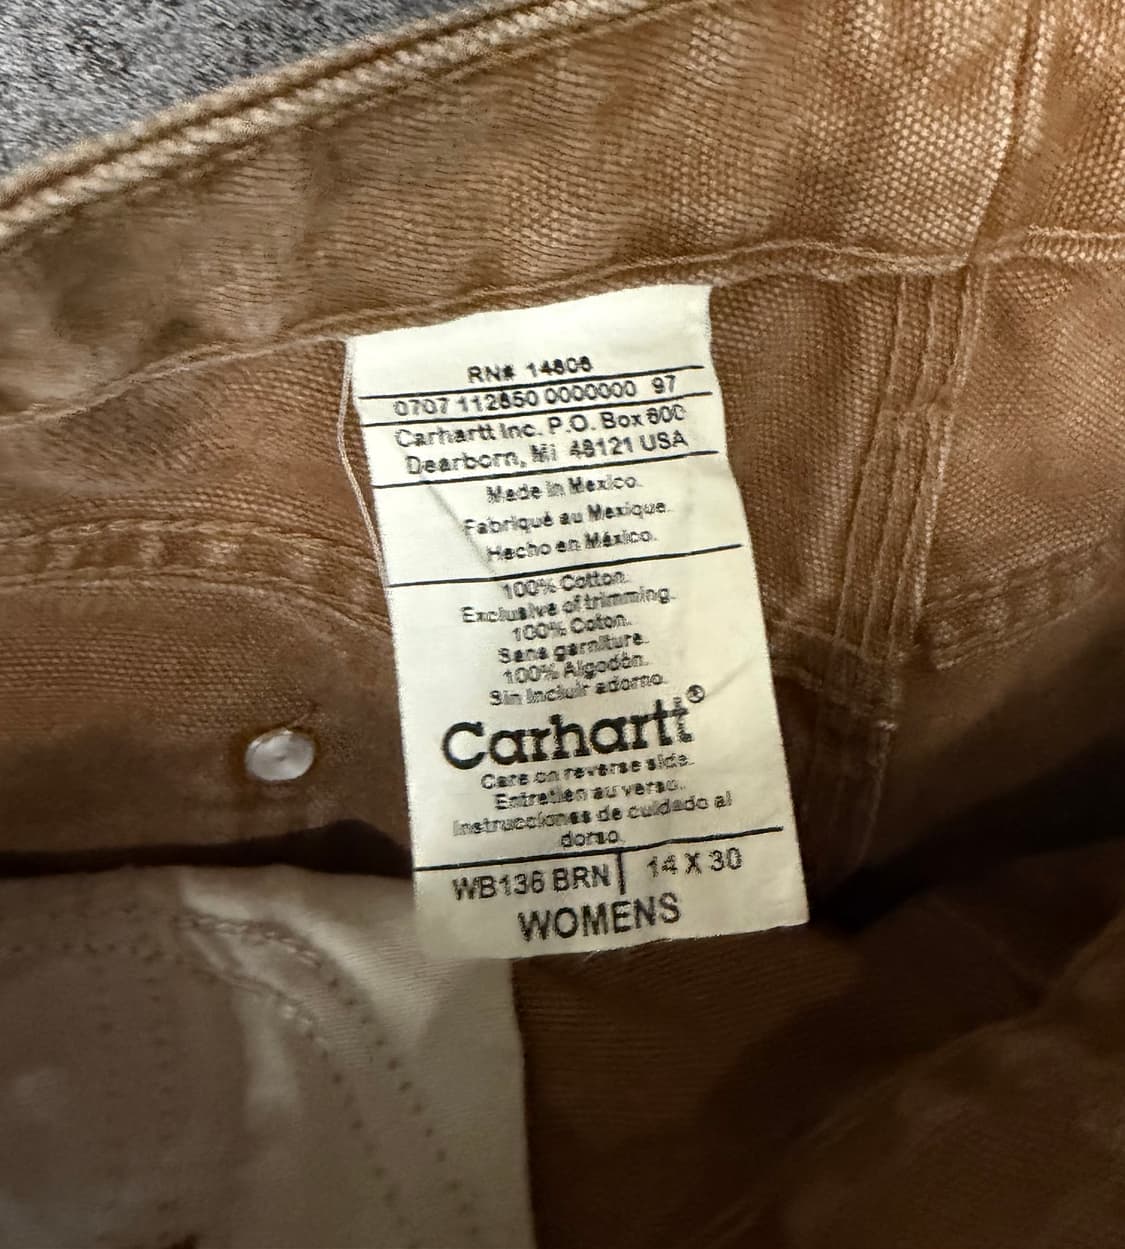 RN# 14806
0707 112850 0000000 97
Carhartt Inc. P.O. Box 600
Dearborn, Mi 48121 USA
Made in Mexico.
Fabriqué au Mexique.
Hecho en México.
100% Cotton.
Exclusive of trimming.
100% Coton.
Sans garniture.
100% Algodón.
Sin Incluir adorno.
Carhartt®
Care on reverse side.
Entretien au verso.
Instrucciones de cuidado al
dorso.
WB136 BRN 14 X 30
WOMENS